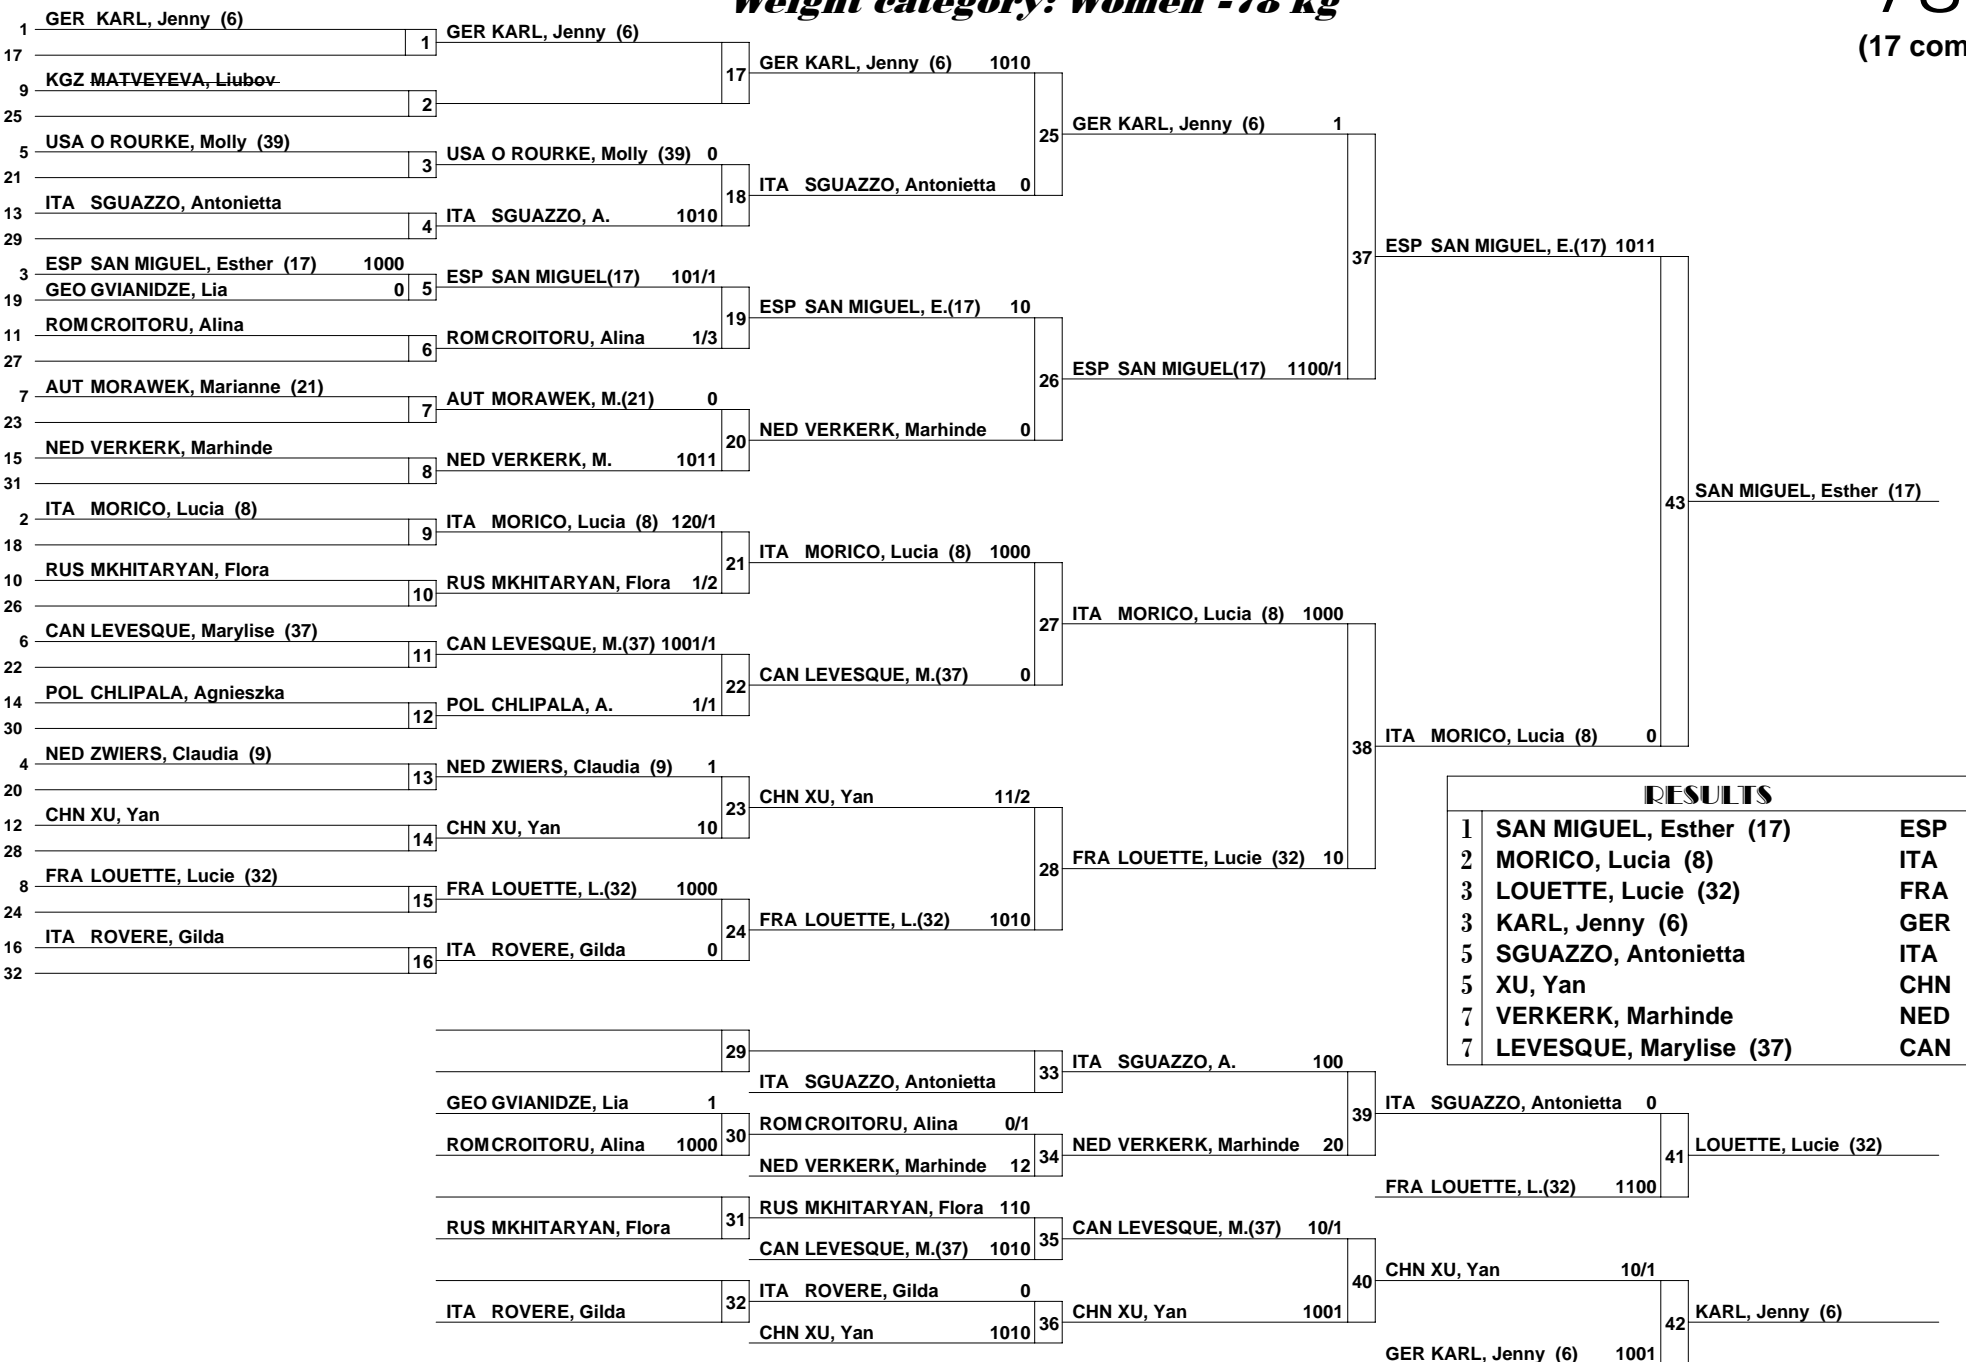 Weight category: Women -78 kg
78
(17 com
1 GER KARL, Jenny (6)
17
1
9 KGZ MATVEYEVA, Liubov
25
2
5 USA O ROURKE, Molly (39)
21
3
13 ITA SGUAZZO, Antonietta
29
4
3 ESP SAN MIGUEL, Esther (17) 1000
19 GEO GVIANIDZE, Lia 0
5
11 ROM CROITORU, Alina
27
6
7 AUT MORAWEK, Marianne (21)
23
7
15 NED VERKERK, Marhinde
31
8
2 ITA MORICO, Lucia (8)
18
9
10 RUS MKHITARYAN, Flora
26
10
6 CAN LEVESQUE, Marylise (37)
22
11
14 POL CHLIPALA, Agnieszka
30
12
4 NED ZWIERS, Claudia (9)
20
13
12 CHN XU, Yan
28
14
8 FRA LOUETTE, Lucie (32)
24
15
16 ITA ROVERE, Gilda
32
16
GER KARL, Jenny (6)
17
USA O ROURKE, Molly (39) 0
ITA SGUAZZO, A. 1010
18
ESP SAN MIGUEL(17) 101/1
ROM CROITORU, Alina 1/3
19
AUT MORAWEK, M.(21) 0
NED VERKERK, M. 1011
20
ITA MORICO, Lucia (8) 120/1
RUS MKHITARYAN, Flora 1/2
21
CAN LEVESQUE, M.(37) 1001/1
POL CHLIPALA, A. 1/1
22
NED ZWIERS, Claudia (9) 1
CHN XU, Yan 10
23
FRA LOUETTE, L.(32) 1000
ITA ROVERE, Gilda 0
24
GER KARL, Jenny (6) 1010
ITA SGUAZZO, Antonietta 0
25
ESP SAN MIGUEL, E.(17) 10
NED VERKERK, Marhinde 0
26
ITA MORICO, Lucia (8) 1000
CAN LEVESQUE, M.(37) 0
27
CHN XU, Yan 11/2
FRA LOUETTE, L.(32) 1010
28
GER KARL, Jenny (6) 1
ESP SAN MIGUEL(17) 1100/1
37
ITA MORICO, Lucia (8) 1000
FRA LOUETTE, Lucie (32) 10
38
ESP SAN MIGUEL, E.(17) 1011
ITA MORICO, Lucia (8) 0
43
SAN MIGUEL, Esther (17)
RESULTS
1 SAN MIGUEL, Esther (17) ESP
2 MORICO, Lucia (8) ITA
3 LOUETTE, Lucie (32) FRA
3 KARL, Jenny (6) GER
5 SGUAZZO, Antonietta ITA
5 XU, Yan CHN
7 VERKERK, Marhinde NED
7 LEVESQUE, Marylise (37) CAN
29
GEO GVIANIDZE, Lia 1
ROM CROITORU, Alina 1000
30
RUS MKHITARYAN, Flora
31
ITA ROVERE, Gilda
32
ITA SGUAZZO, Antonietta
33
ROM CROITORU, Alina 0/1
NED VERKERK, Marhinde 12
34
RUS MKHITARYAN, Flora 110
CAN LEVESQUE, M.(37) 1010
35
ITA ROVERE, Gilda 0
CHN XU, Yan 1010
36
ITA SGUAZZO, A. 100
NED VERKERK, Marhinde 20
39
CAN LEVESQUE, M.(37) 10/1
CHN XU, Yan 1001
40
ITA SGUAZZO, Antonietta 0
FRA LOUETTE, L.(32) 1100
41
LOUETTE, Lucie (32)
CHN XU, Yan 10/1
GER KARL, Jenny (6) 1001
42
KARL, Jenny (6)